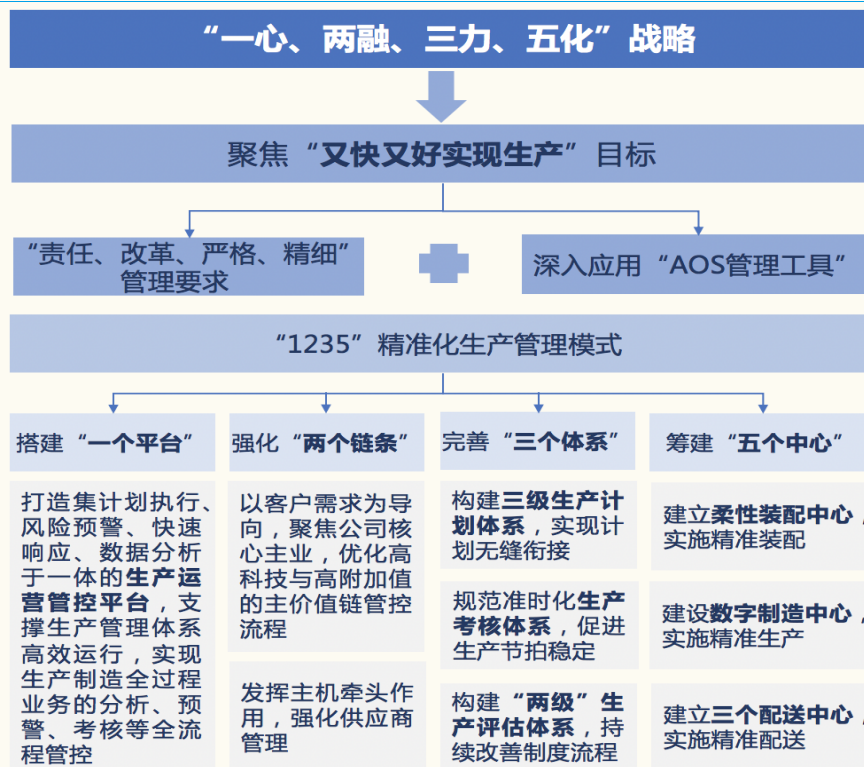 “一心、两融、三力、五化”战略
聚焦“又快又好实现生产”目标
“责任、改革、严格、精细”
管理要求
深入应用“AOS管理工具”
“1235”精准化生产管理模式
搭建“一个平台”
强化“两个链条”
完善“三个体系”
筹建“五个中心”
打造集计划执行、
风险预警、快速
响应、数据分析
于一体的生产运
营管控平台，支
撑生产管理体系
高效运行，实现
生产制造全过程
业务的分析、预
警、考核等全流
程管控
以客户需求为导
向，聚焦公司核
心主业，优化高
科技与高附加值
的主价值链管控
流程
发挥主机牵头作
用，强化供应商
管理
构建三级生产计
划体系，实现计
划无缝衔接
规范准时化生产
考核体系，促进
生产节拍稳定
构建“两级”生
产评估体系，持
续改善制度流程
建立柔性装配中心，
实施精准装配
建设数字制造中心，
实施精准生产
建立三个配送中心，
实施精准配送